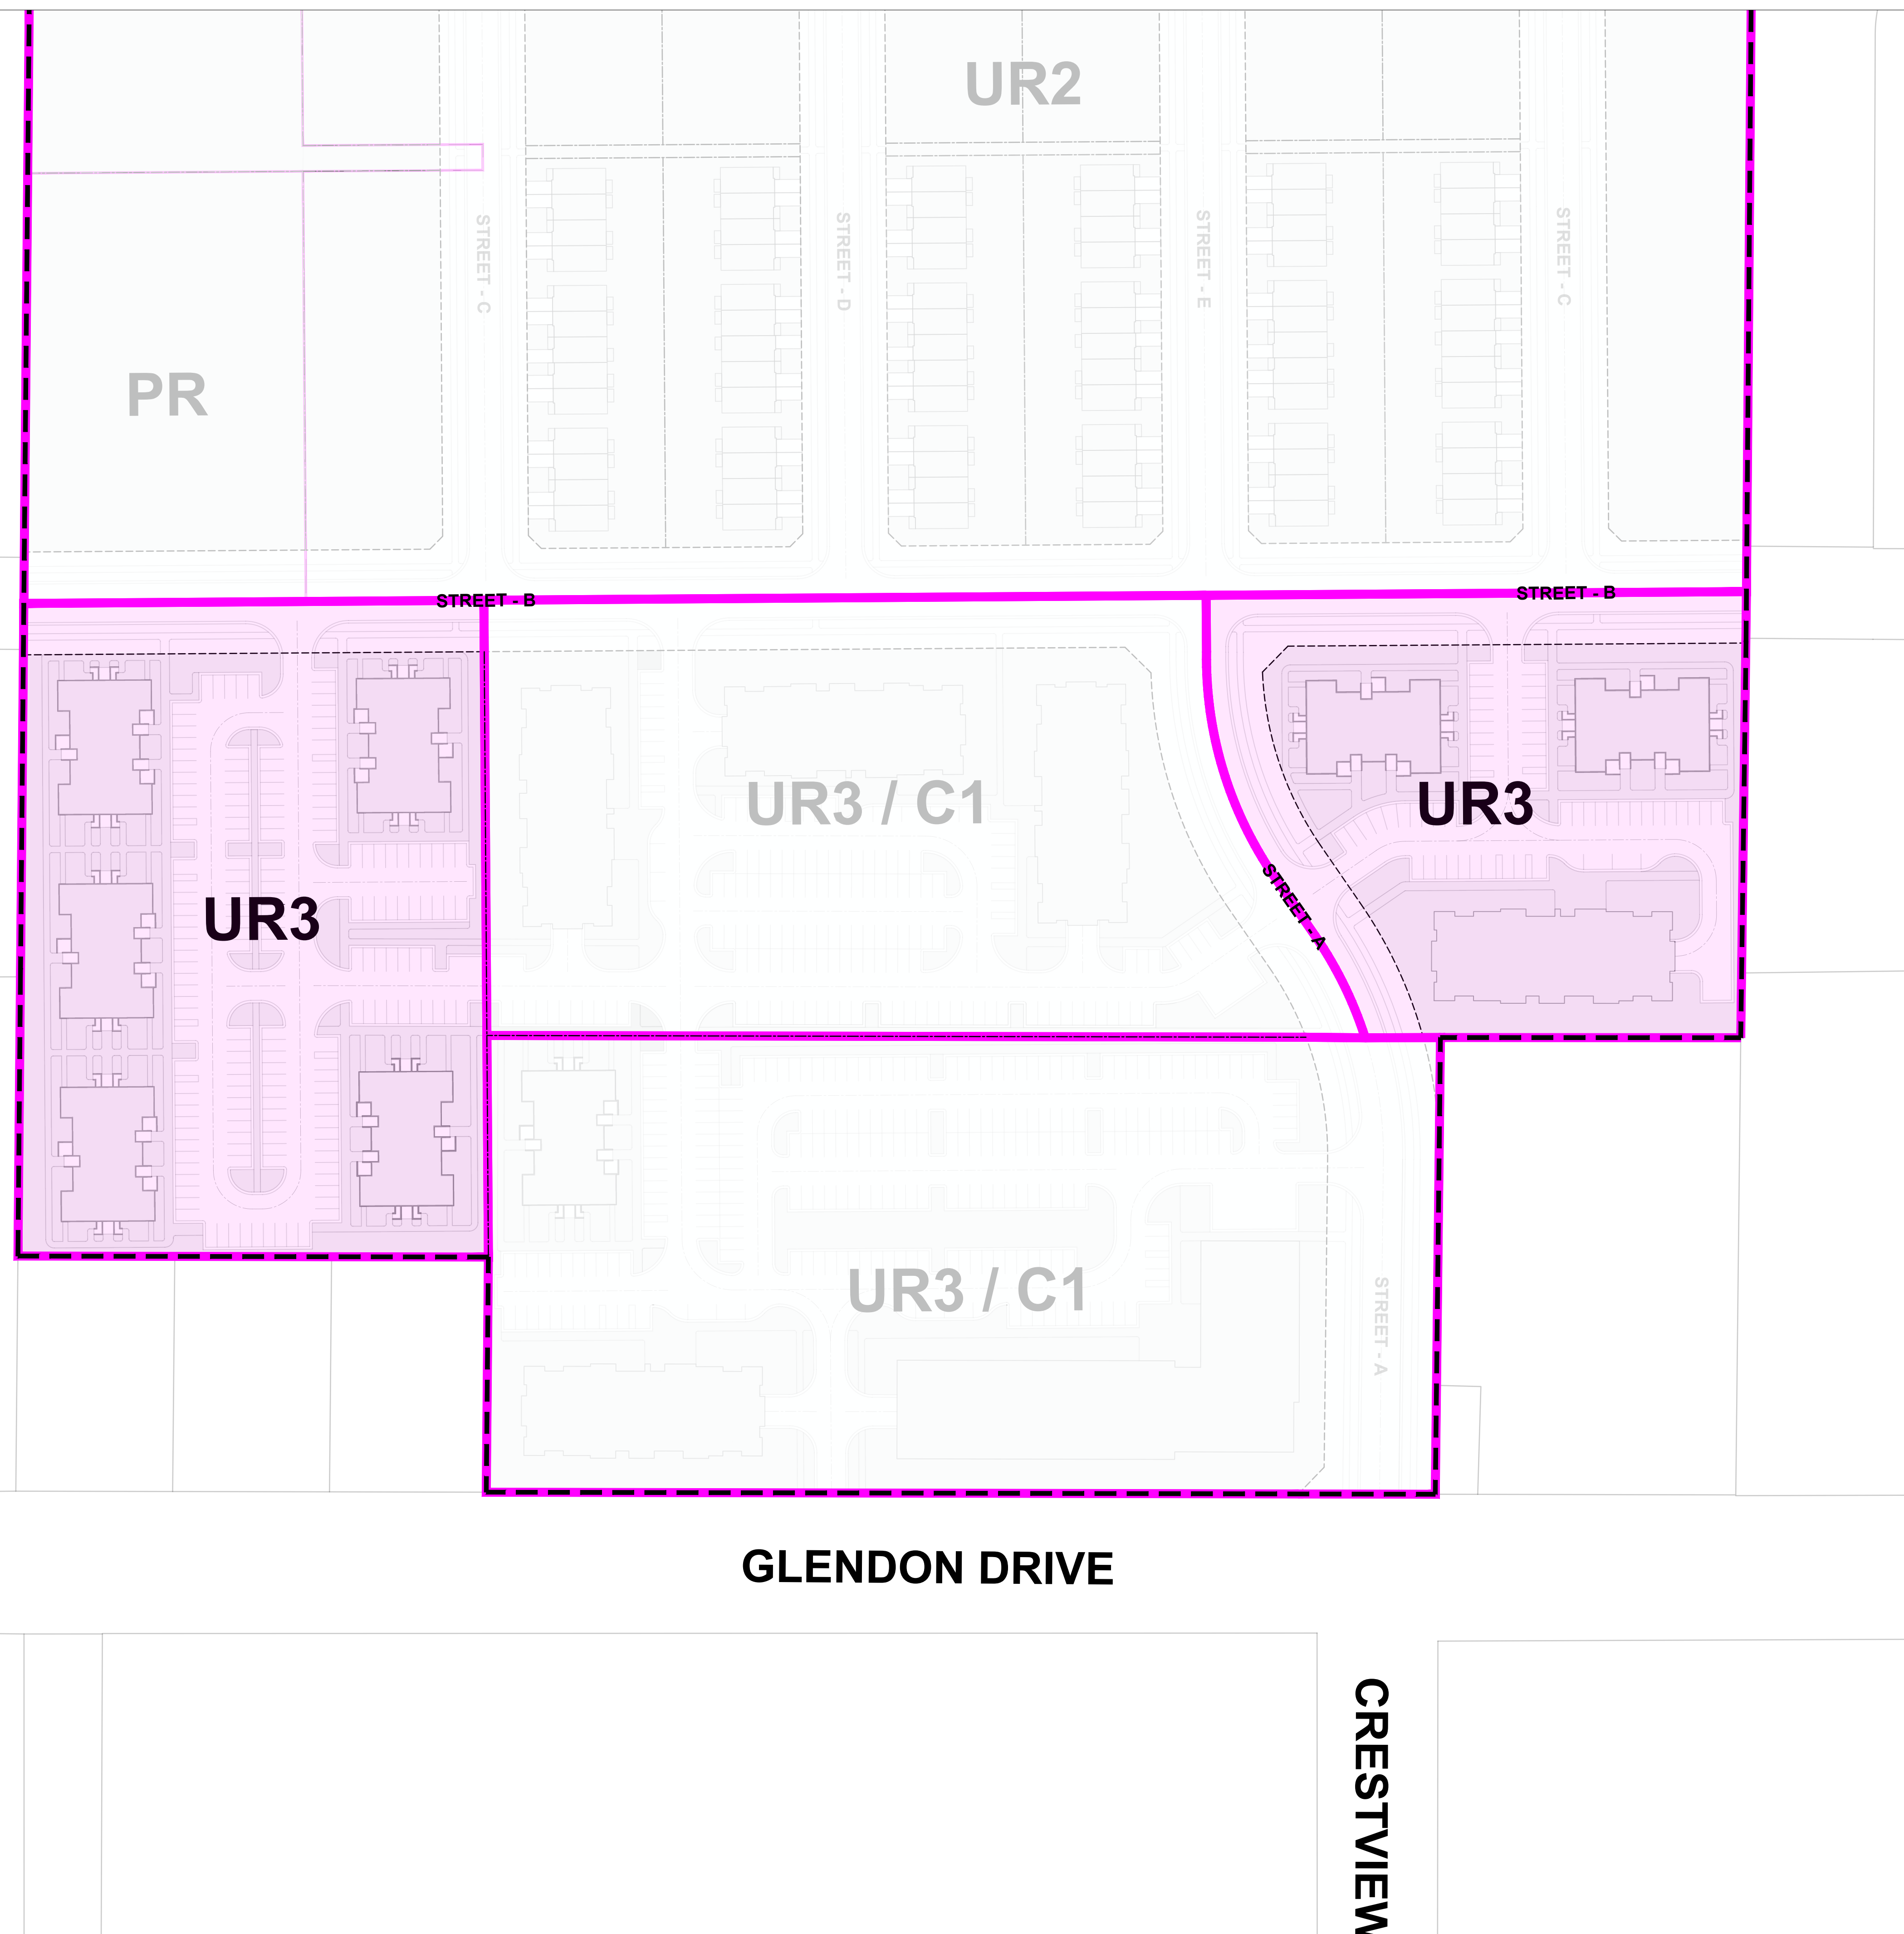 UR2
STREET - C
STREET - D
STREET - E
STREET - C
PR
STREET - B
STREET - B
UR3 / C1
UR3
UR3
STREET - A
UR3 / C1
STREET - A
GLENDON DRIVE
CRESTVIEW